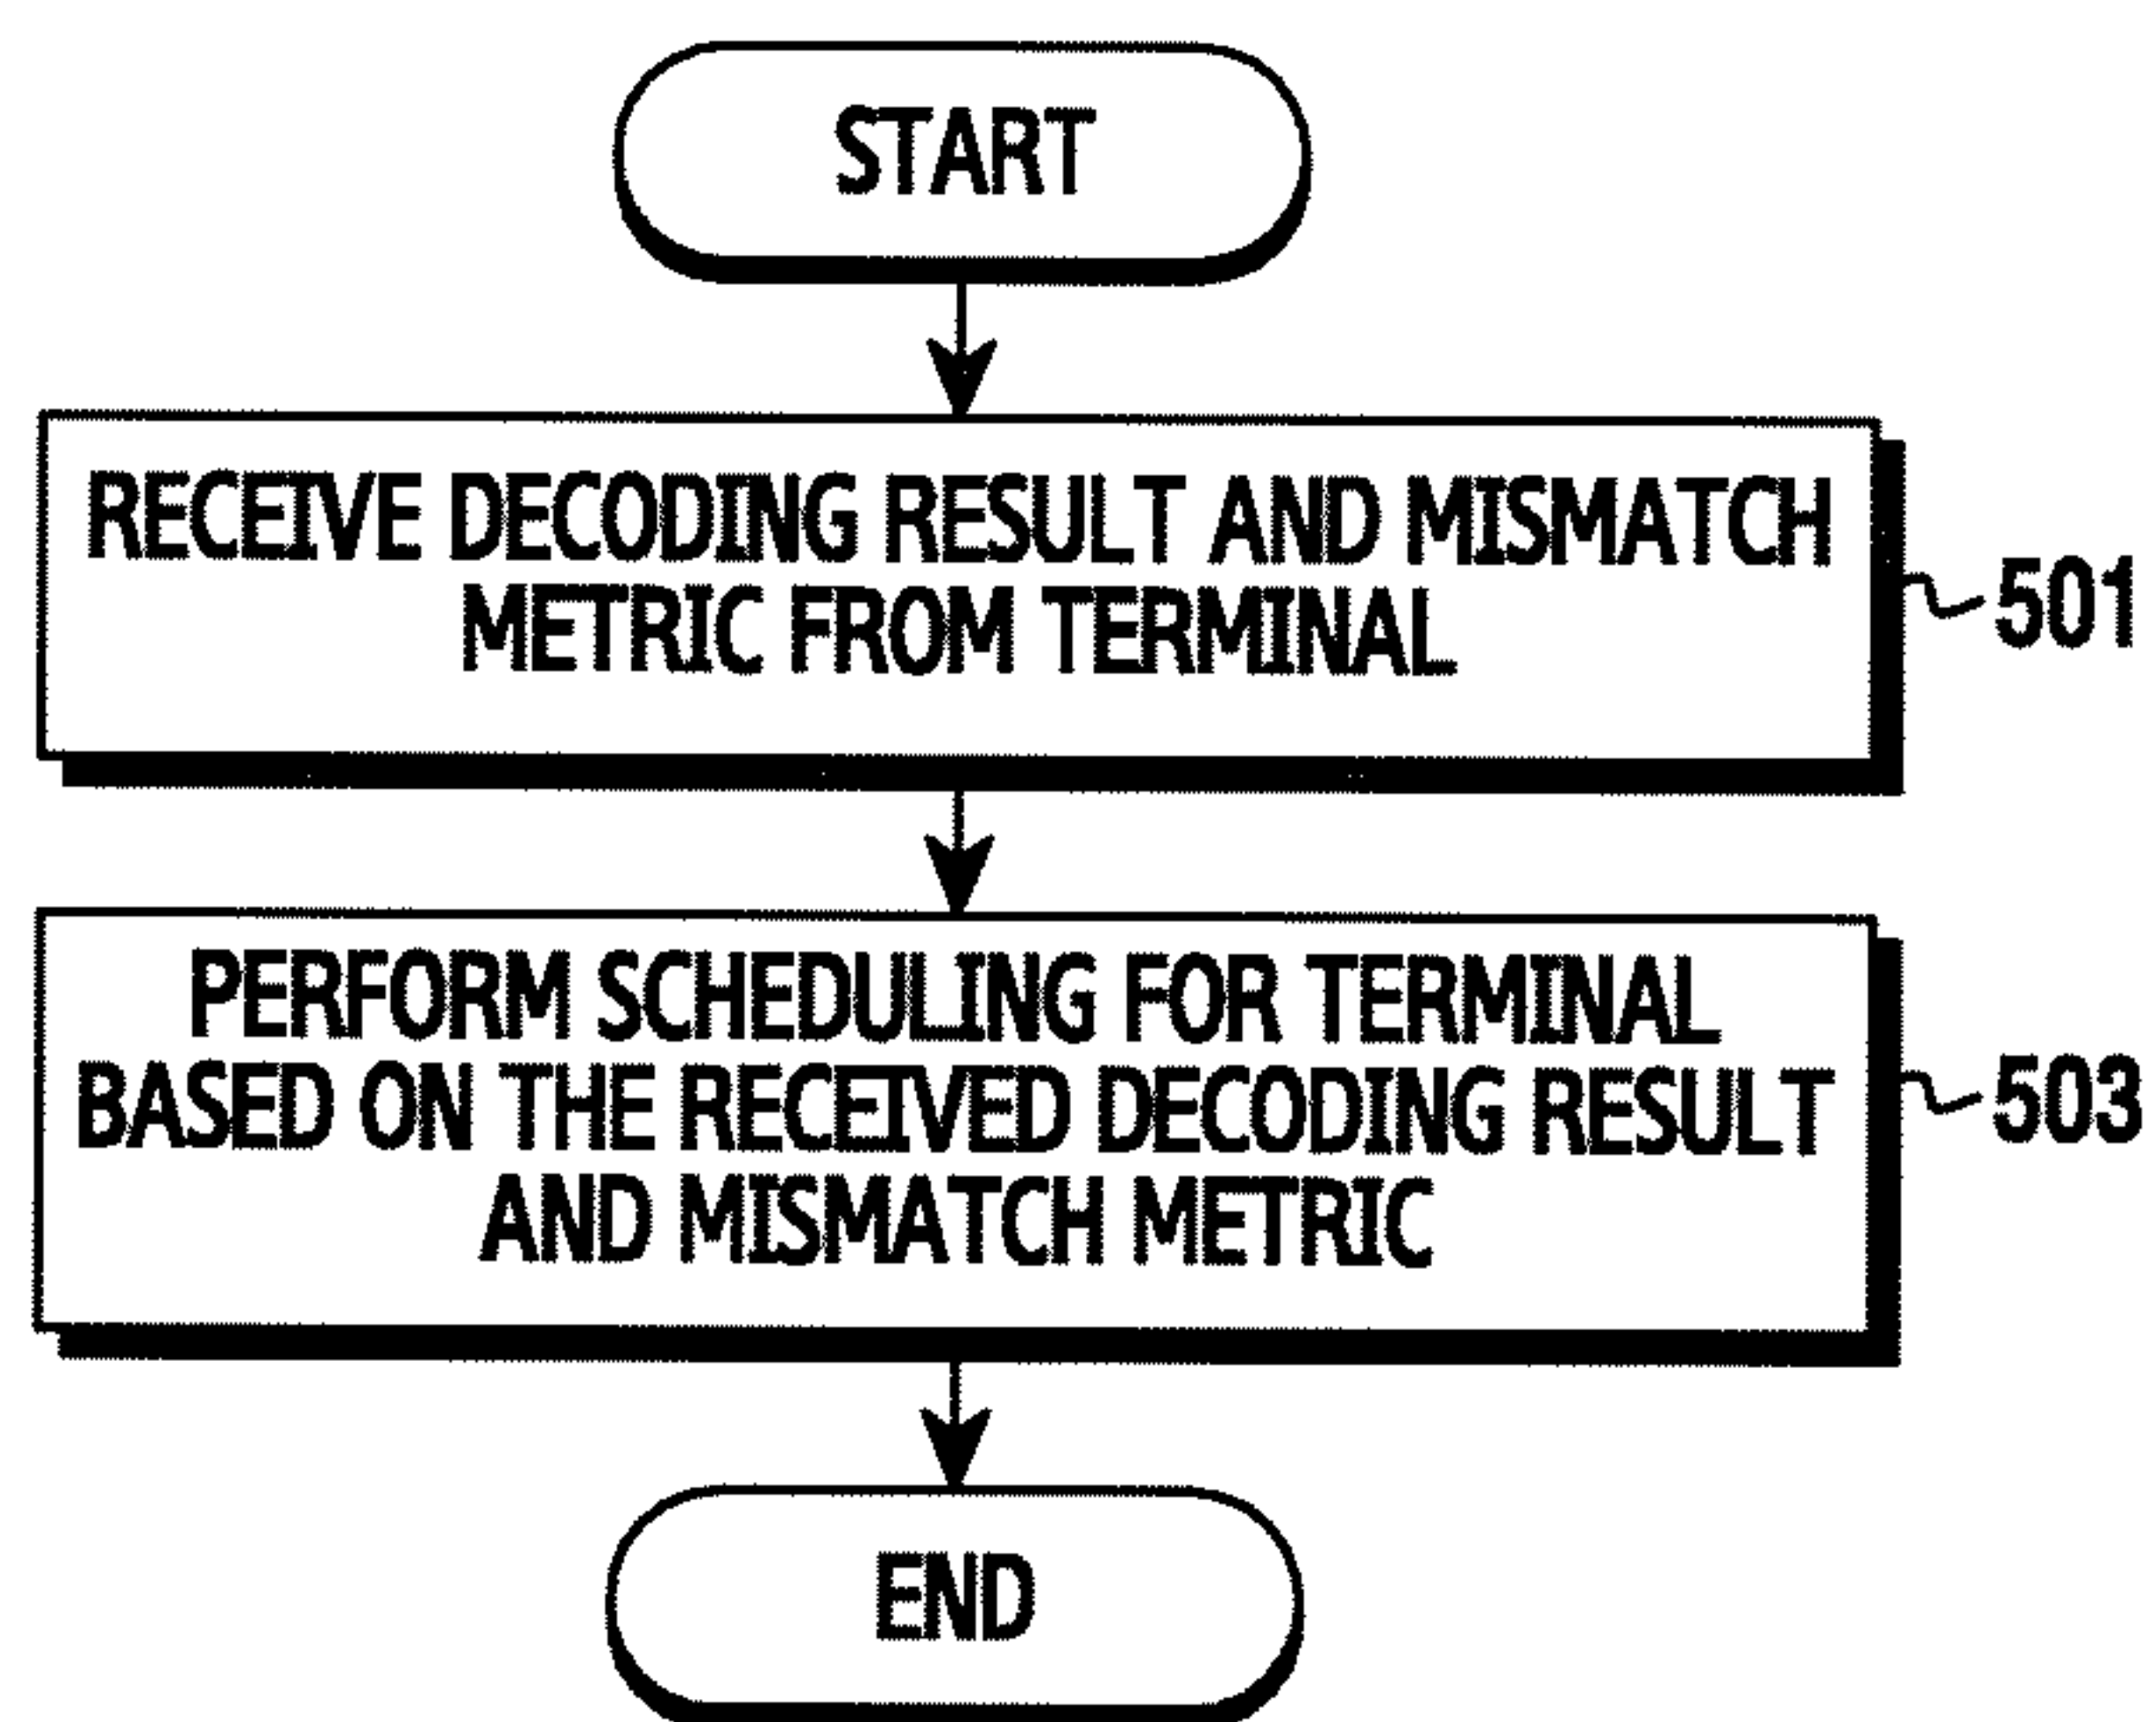 START
RECEIVE DECODING RESULT AND MISMATCH
METRIC FROM TERMINAL
501
PERFORM SCHEDULING FOR TERMINAL
BASED ON THE RECEIVED DECODING RESULT
AND MISMATCH METRIC
503
END